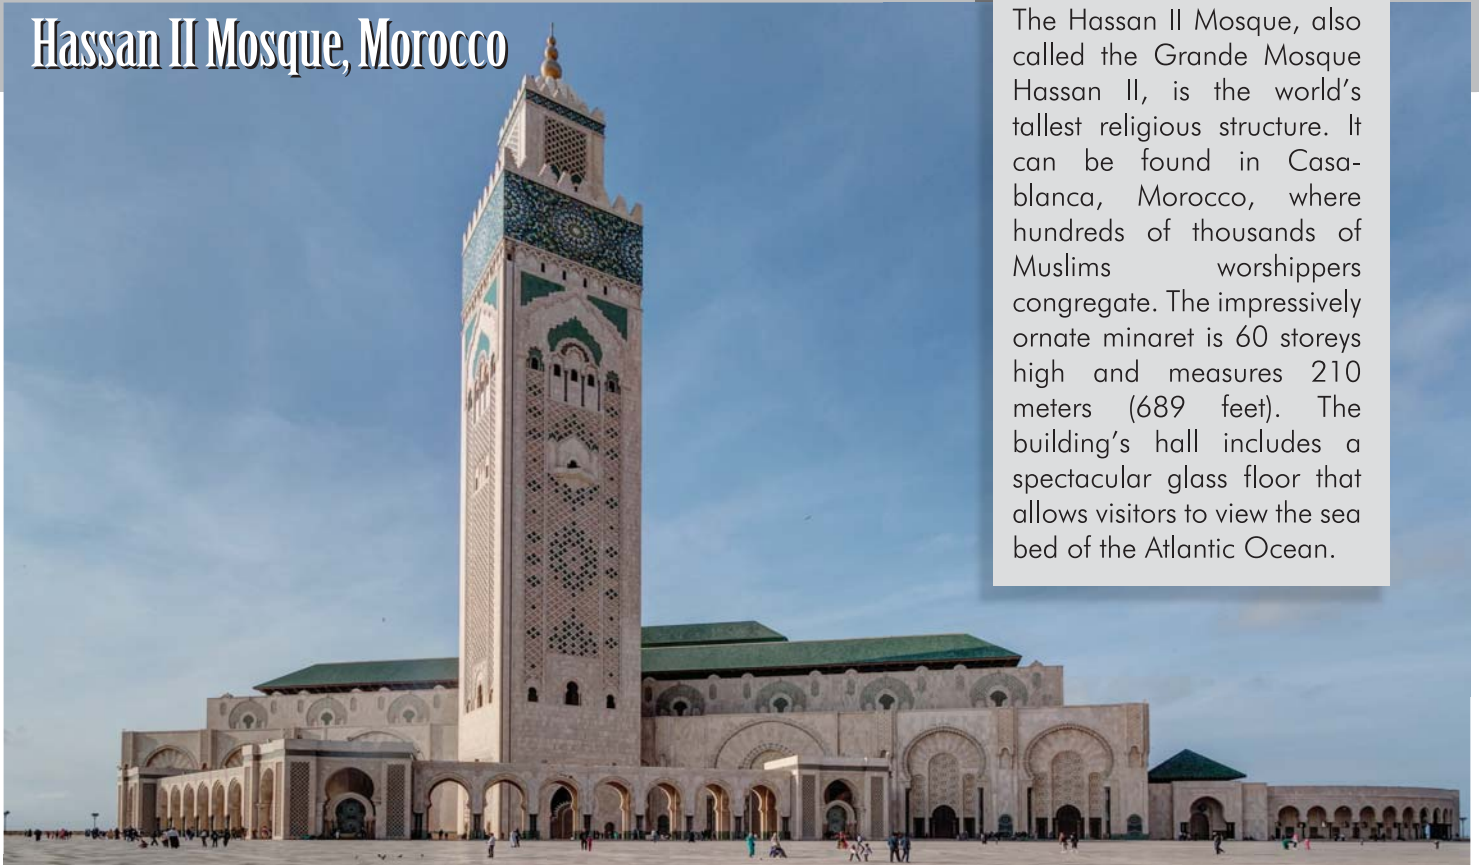 Hassan II Mosque, Morocco
The Hassan II Mosque, also
called the Grande Mosque
Hassan II, is the world's
tallest religious structure. It
can be found in Casa-
blanca, Morocco, where
hundreds of thousands of
Muslims worshippers
congregate. The impressively
ornate minaret is 60 storeys
high and measures 210
meters (689 feet). The
building's hall includes a
spectacular glass floor that
allows visitors to view the sea
bed of the Atlantic Ocean.